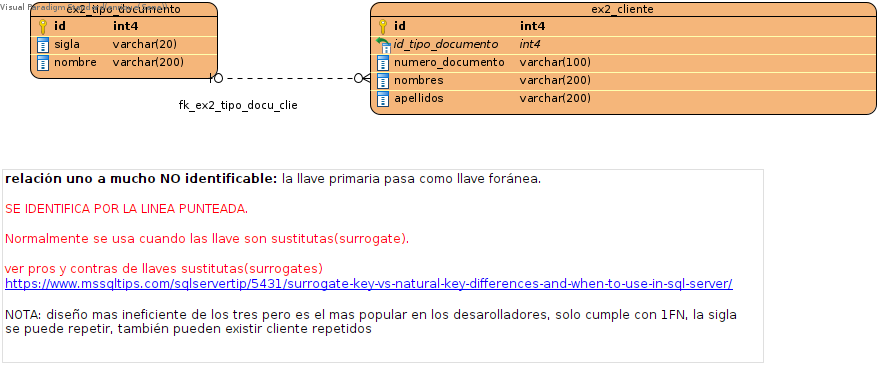 Visual Paradigm
ex2_tipo_documento
id int4
sigla varchar(20)
nombre varchar(200)
ex2_cliente
id int4
id_tipo_documento int4
numero_documento varchar(100)
nombres varchar(200)
apellidos varchar(200)
fk_ex2_tipo_docu_clie
relación uno a mucho NO identificable: la llave primaria pasa como llave foránea.
SE IDENTIFICA POR LA LINEA PUNTEADA.
Normalmente se usa cuando las llave son sustitutas(surrogate).
ver pros y contras de llaves sustitutas(surrogates)
https://www.mssqltips.com/sqlservertip/5431/surrogate-key-vs-natural-key-differences-and-when-to-use-in-sql-server/
NOTA: diseño mas ineficiente de los tres pero es el mas popular en los desarolladores, solo cumple con 1FN, la sigla
se puede repetir, también pueden existir cliente repetidos